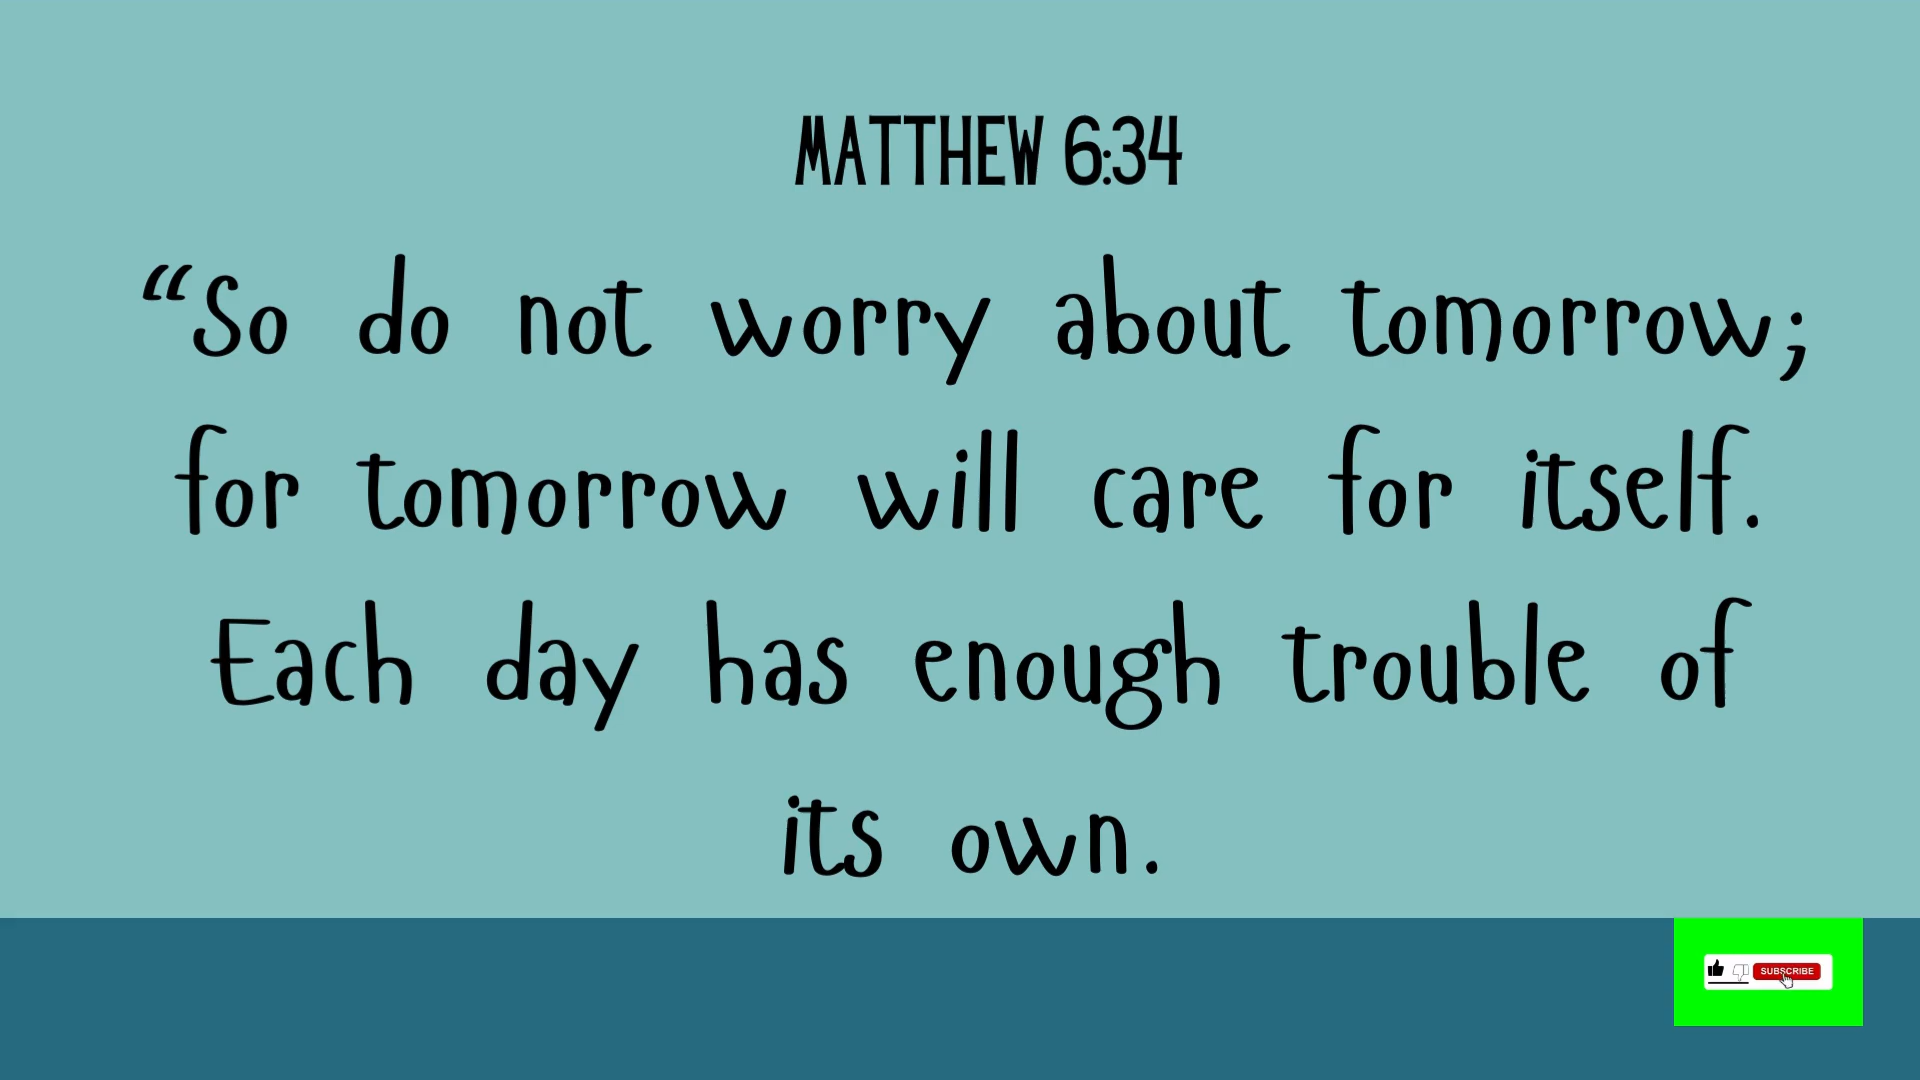 MATTHEW 6:34
“So do not worry about tomorrow;
for tomorrow will care for itself.
Each day has enough trouble of
its own.
SUBSCRIBE